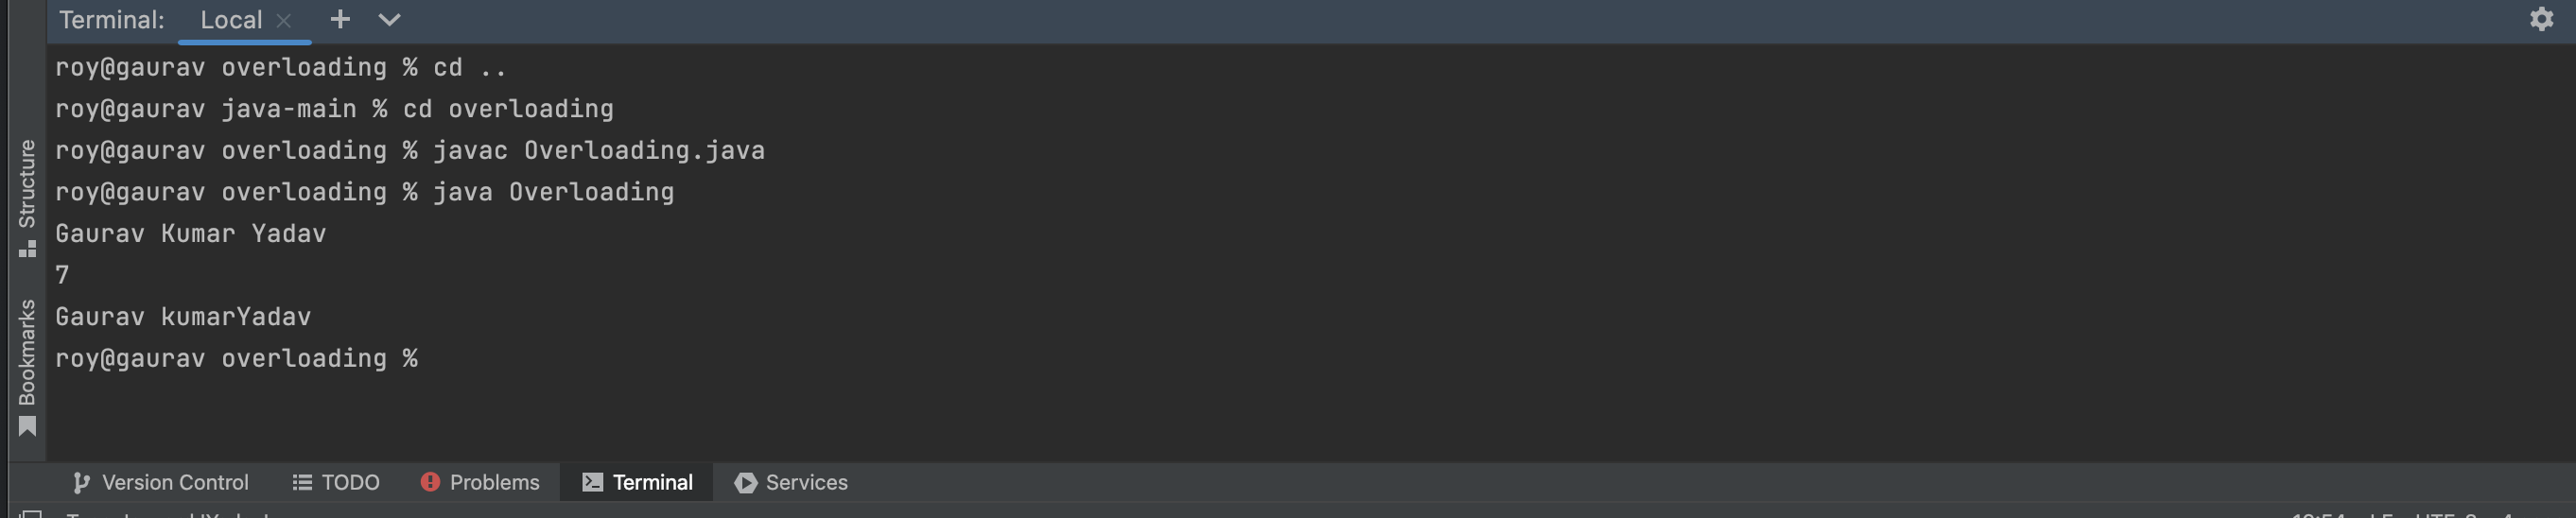 Terminal: Local
roy@gaurav overloading % cd ..
roy@gaurav java-main % cd overloading
roy@gaurav overloading % javac Overloading.java
roy@gaurav overloading % java Overloading
Gaurav Kumar Yadav
7
Gaurav kumarYadav
roy@gaurav overloading %
Structure
Bookmarks
Version Control TODO Problems Terminal Services